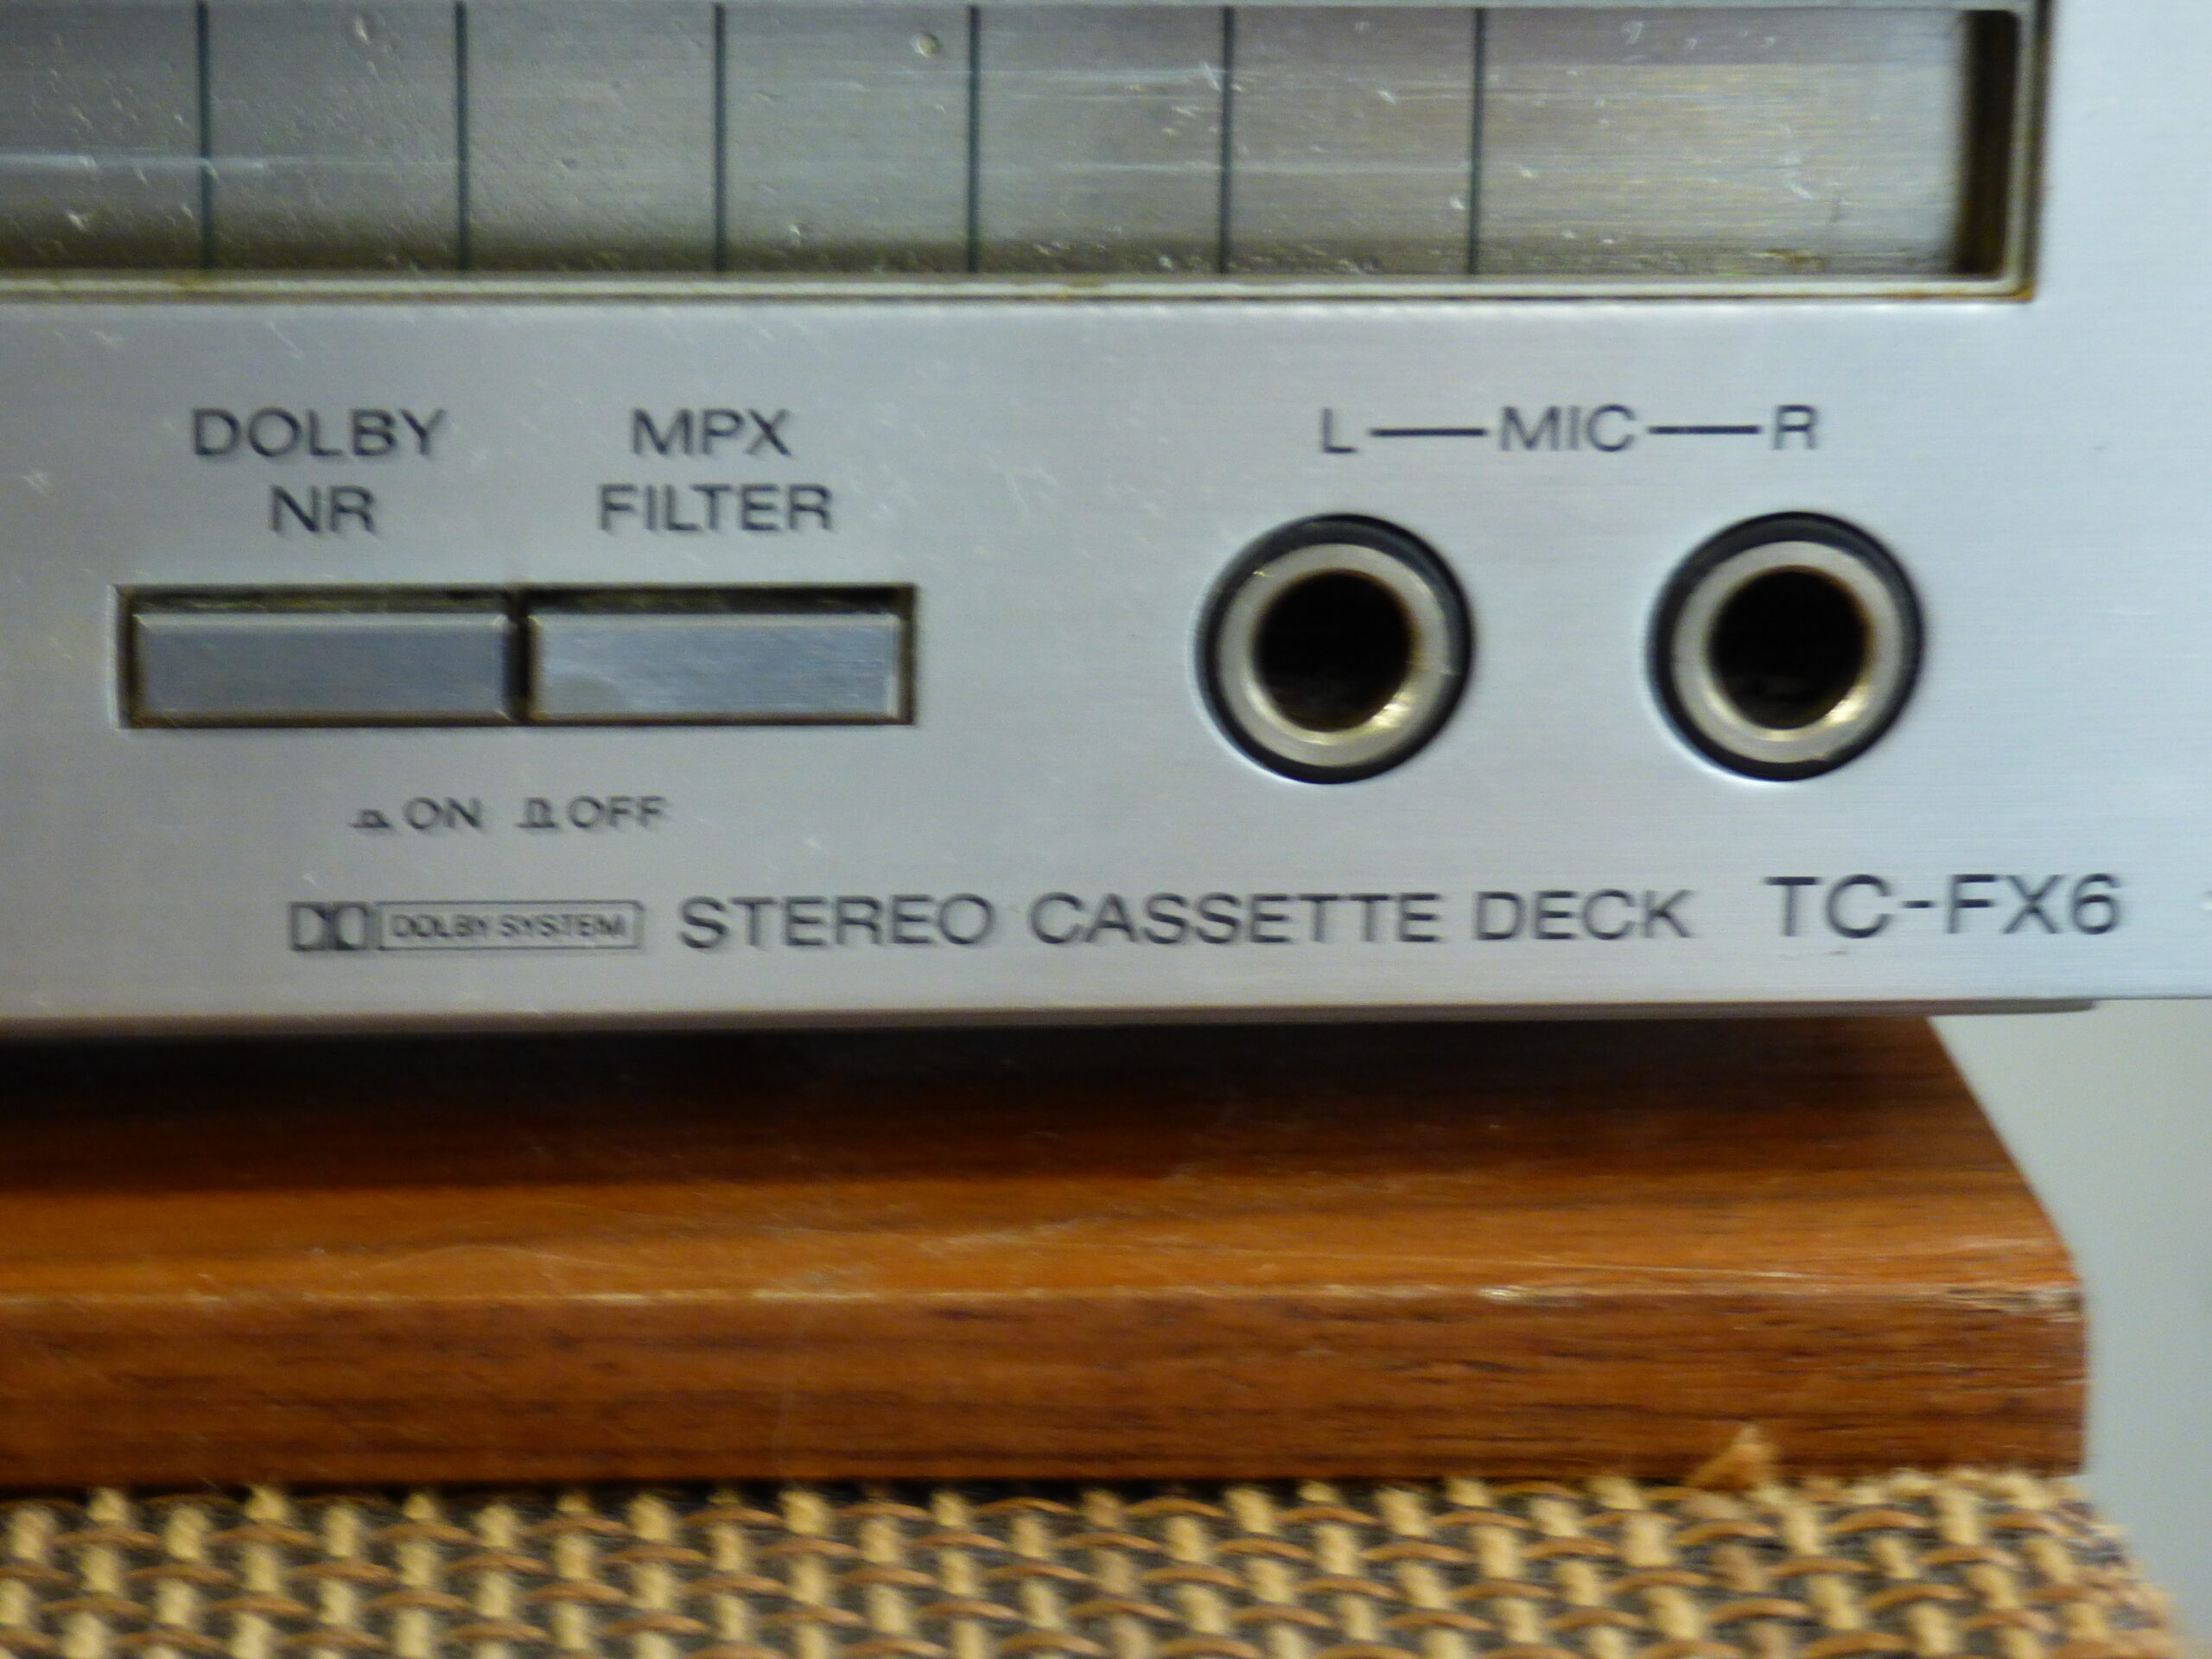 DOLBY NR
MPX FILTER
L — MIC — R
ON OFF
DOLBY SYSTEM STEREO CASSETTE DECK TC-FX6